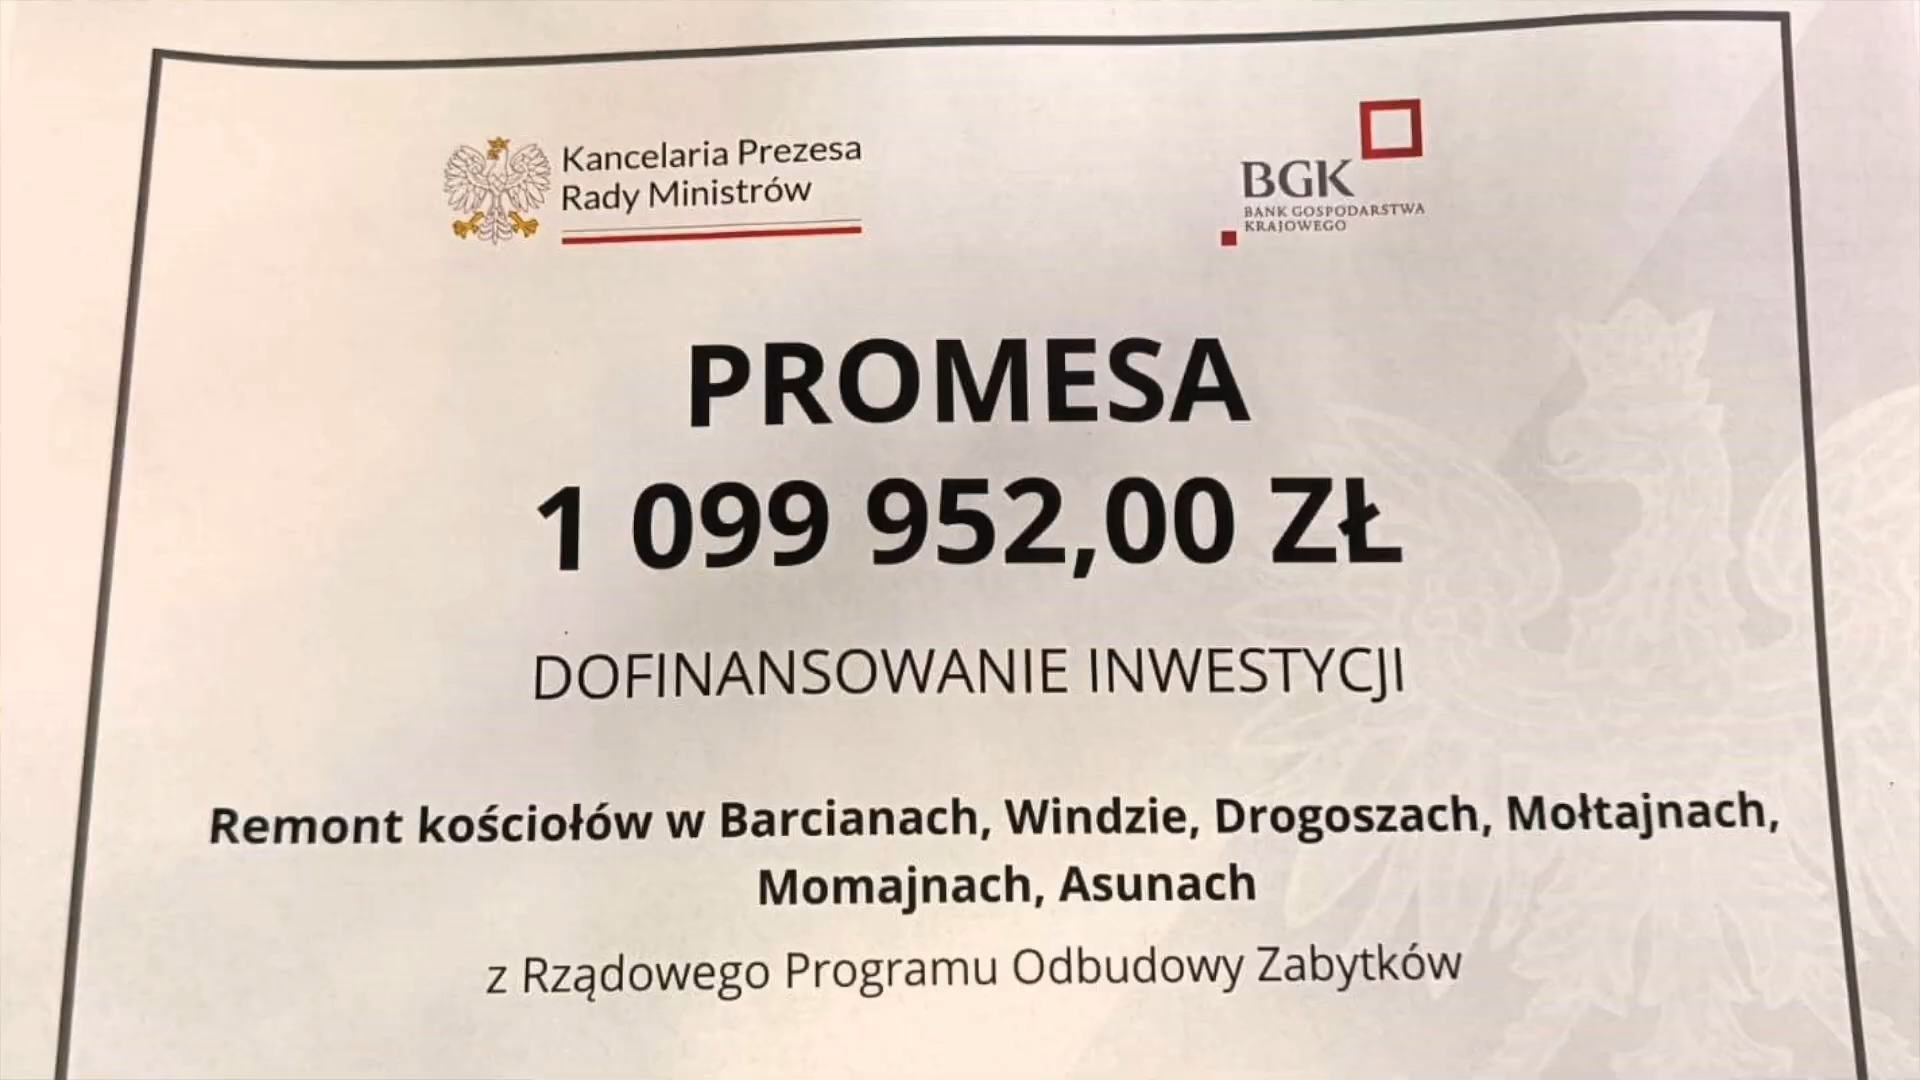 Kancelaria Prezesa
Rady Ministrów
BGK
BANK GOSPODARSTWA
KRAJOWEGO
PROMESA
1 099 952,00 ZŁ
DOFINANSOWANIE INWESTYCJI
Remont kościołów w Barcianach, Windzie, Drogoszach, Mołtajnach,
Momajnach, Asunach
z Rządowego Programu Odbudowy Zabytków